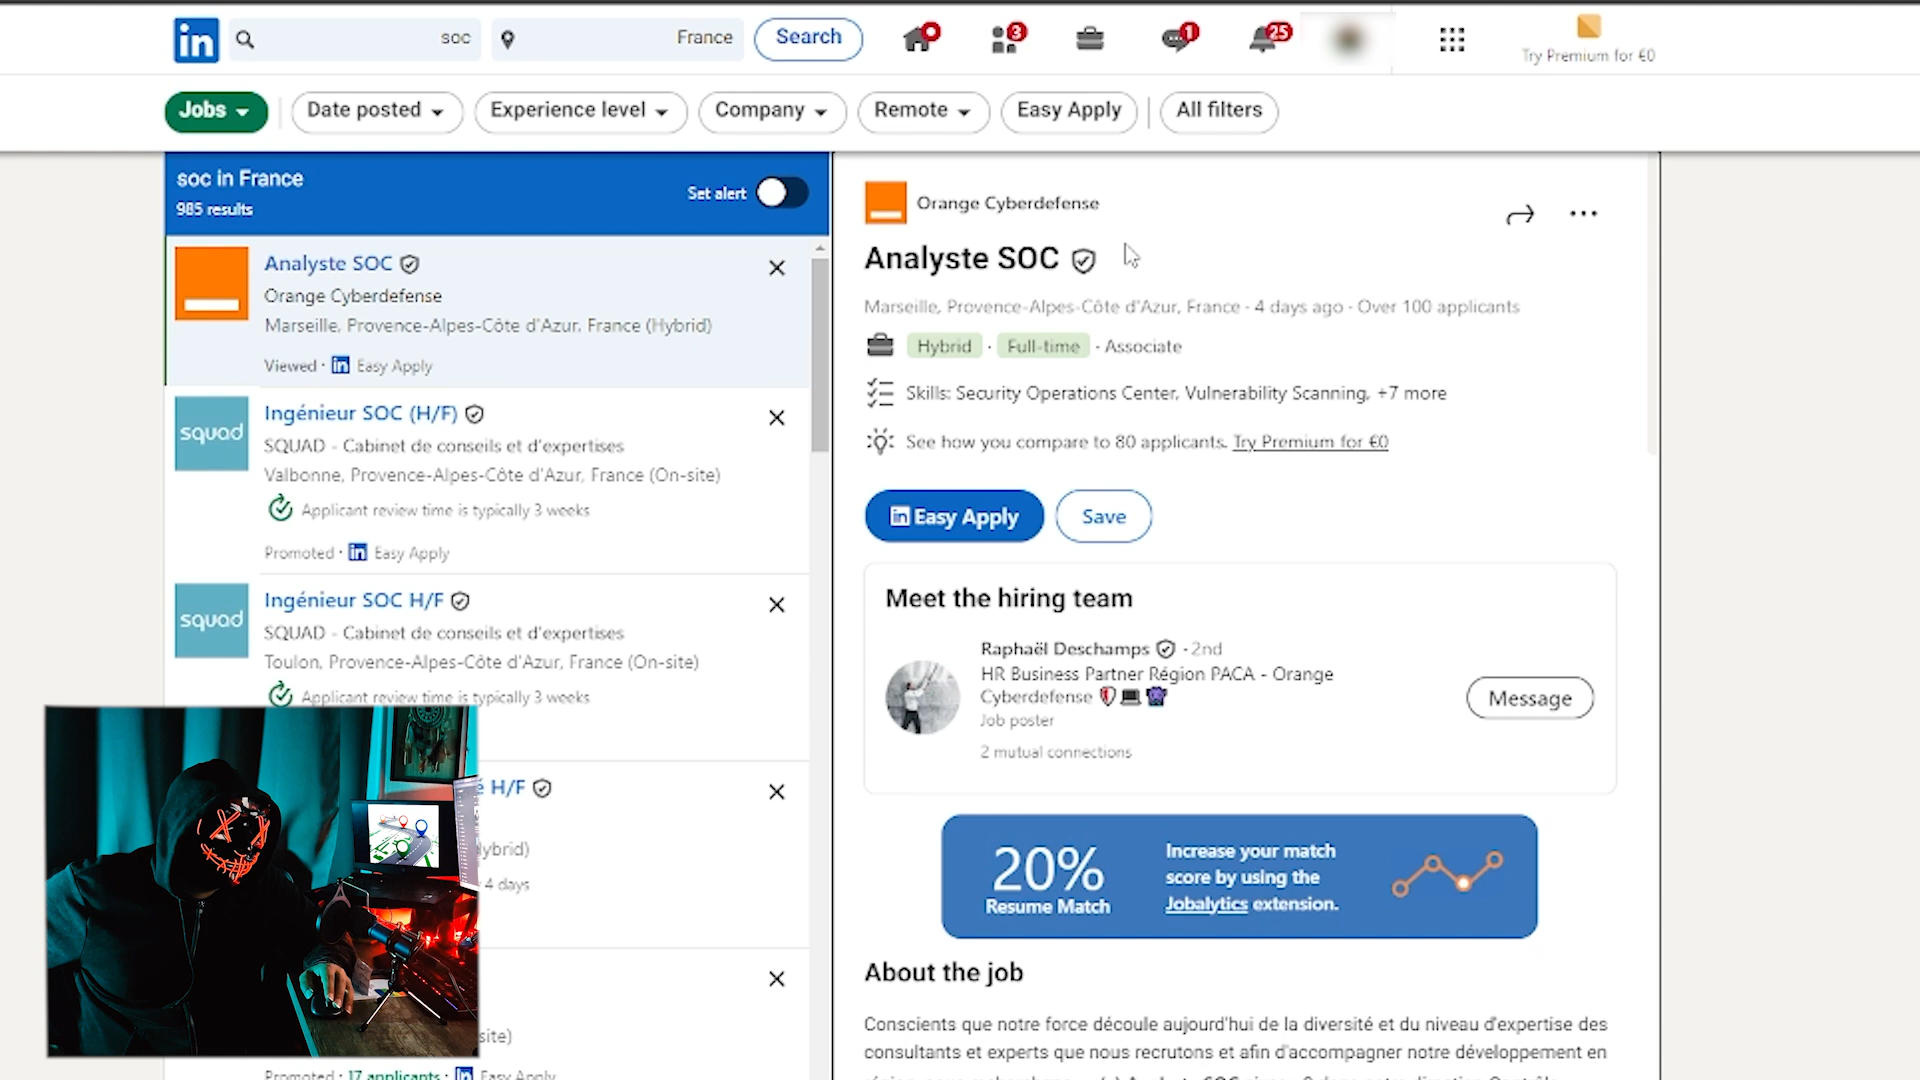 in
soc
France
Search
3
1
25
Try Premium for €0
Jobs
Date posted
Experience level
Company
Remote
Easy Apply
All filters
soc in France
985 results
Set alert
Analyste SOC
Orange Cyberdefense
Marseille, Provence-Alpes-Côte d'Azur, France (Hybrid)
Viewed · in Easy Apply
squad
Ingénieur SOC (H/F)
SQUAD - Cabinet de conseils et d'expertises
Valbonne, Provence-Alpes-Côte d'Azur, France (On-site)
Applicant review time is typically 3 weeks
Promoted · in Easy Apply
squad
Ingénieur SOC H/F
SQUAD - Cabinet de conseils et d'expertises
Toulon, Provence-Alpes-Côte d'Azur, France (On-site)
Applicant review time is typically 3 weeks
H/F
ybrid)
4 days
site)
Promoted · 17 applicants · in Easy Apply
Orange Cyberdefense
Analyste SOC
Marseille, Provence-Alpes-Côte d'Azur, France · 4 days ago · Over 100 applicants
Hybrid · Full-time · Associate
Skills: Security Operations Center, Vulnerability Scanning, +7 more
See how you compare to 80 applicants. Try Premium for €0
in Easy Apply
Save
Meet the hiring team
Raphaël Deschamps · 2nd
HR Business Partner Région PACA - Orange
Cyberdefense
Job poster
2 mutual connections
Message
20%
Resume Match
Increase your match
score by using the
Jobalytics extension.
About the job
Conscients que notre force découle aujourd'hui de la diversité et du niveau d'expertise des
consultants et experts que nous recrutons et afin d'accompagner notre développement en